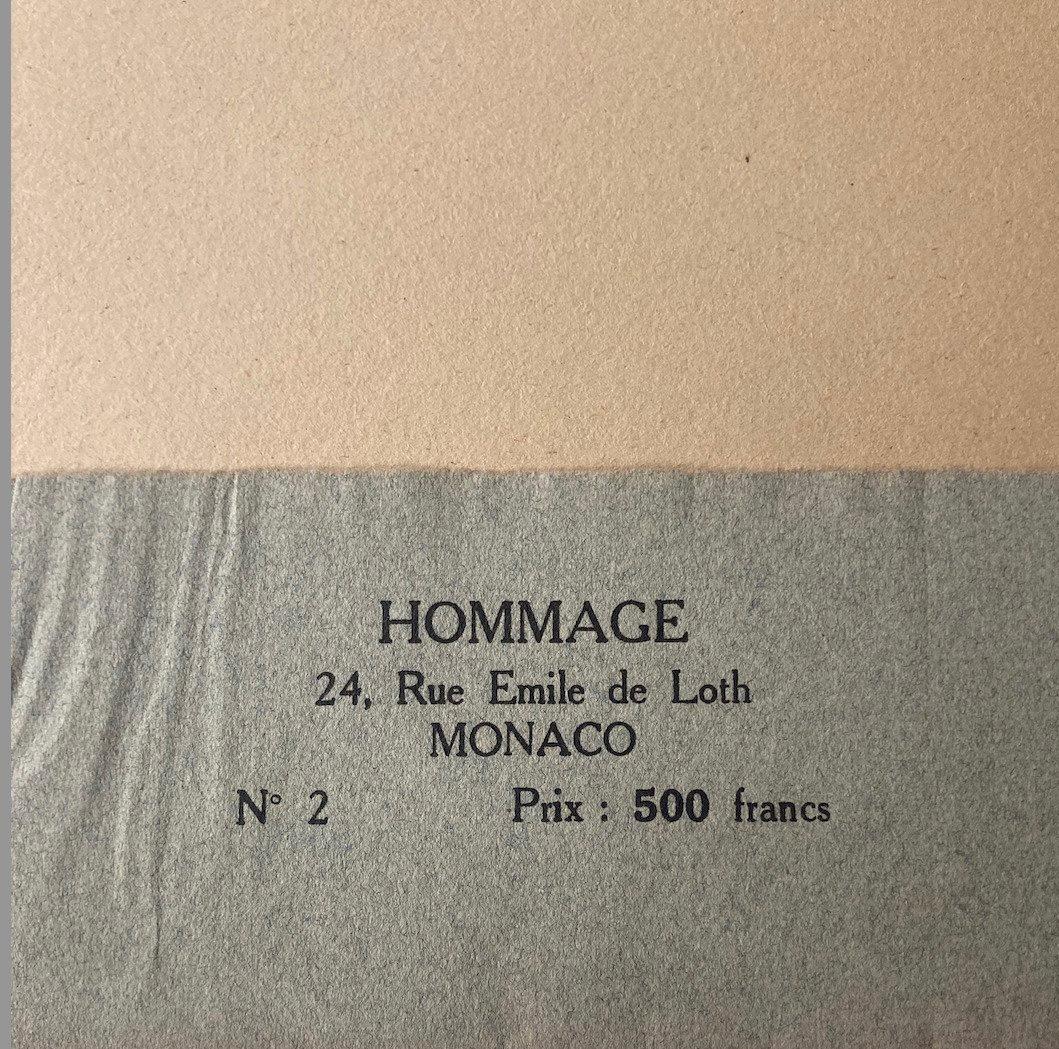 HOMMAGE
24, Rue Emile de Loth
MONACO
N° 2 Prix : 500 francs